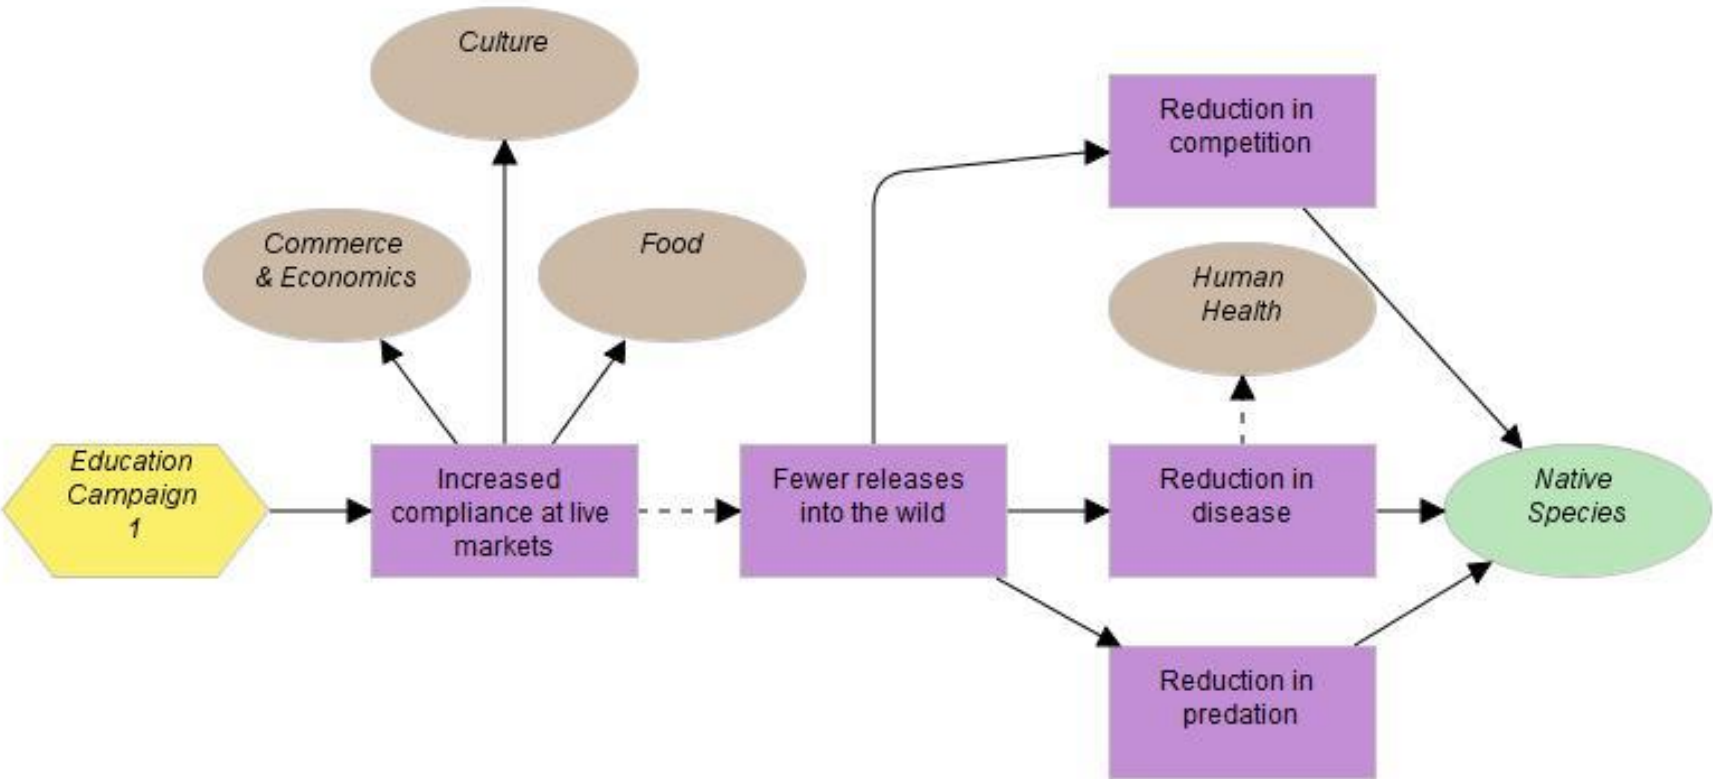 Culture
Commerce
& Economics
Food
Education
Campaign
1
Increased
compliance at live
markets
Fewer releases
into the wild
Reduction in
competition
Human
Health
Reduction in
disease
Native
Species
Reduction in
predation